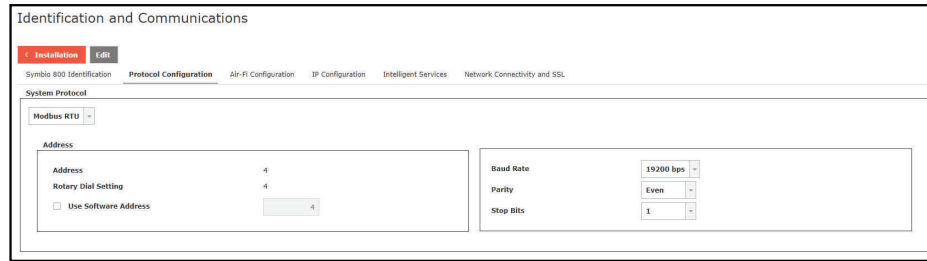 Identification and Communications
< Installation Edit
Symbio 800 Identification Protocol Configuration Air-Fi Configuration IP Configuration Intelligent Services Network Connectivity and SSL
System Protocol
Modbus RTU
Address
Address 4
Rotary Dial Setting 4
Use Software Address 4
Baud Rate 19200 bps
Parity Even
Stop Bits 1